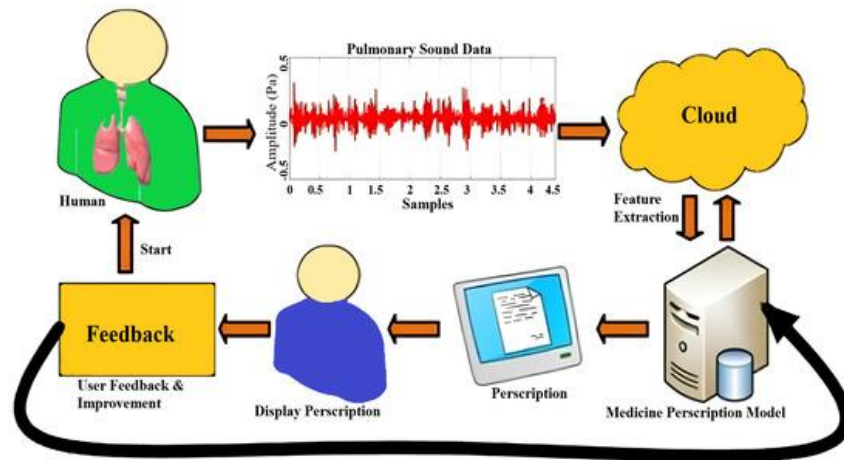 Pulmonary Sound Data
Amplitude (Pa)
0.5
0
-0.5
0 0.5 1 1.5 2 3 3.5 4 4.5
Samples
Human
Cloud
Feature
Extraction
Start
Feedback
User Feedback &
Improvement
Display Perscription
Perscription
Medicine Perscription Model